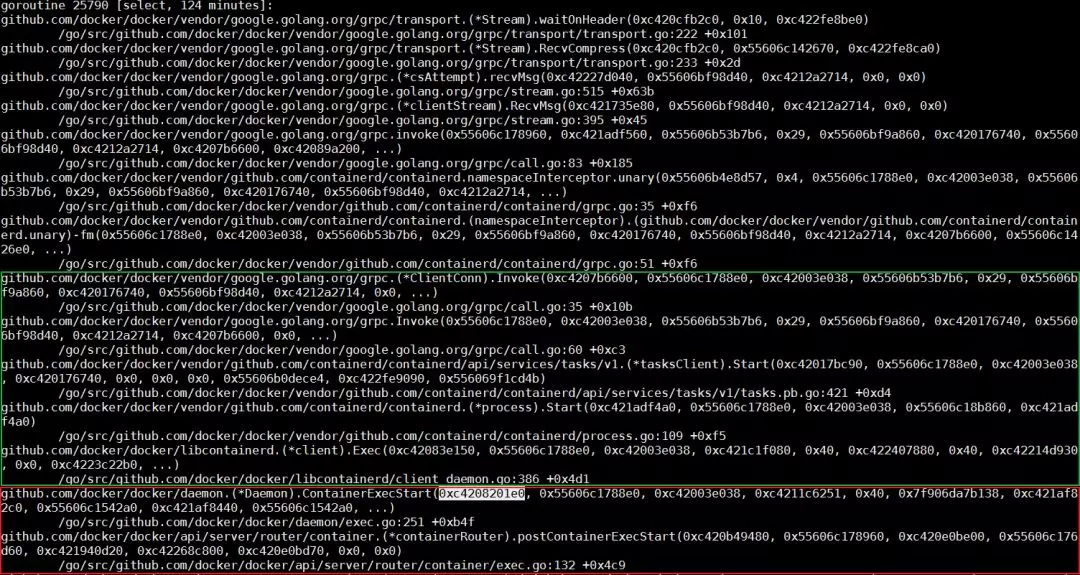 goroutine 25790 [select, 124 minutes]:
github.com/docker/docker/vendor/google.golang.org/grpc/transport.(*Stream).waitOnHeader(0xc420cfb2c0, 0x10, 0xc422fe8be0)
/go/src/github.com/docker/docker/vendor/google.golang.org/grpc/transport/transport.go:222 +0x101
github.com/docker/docker/vendor/google.golang.org/grpc/transport.(*Stream).RecvCompress(0xc420cfb2c0, 0x55606c142670, 0xc422fe8ca0)
/go/src/github.com/docker/docker/vendor/google.golang.org/grpc/transport/transport.go:233 +0x2d
github.com/docker/docker/vendor/google.golang.org/grpc.(*csAttempt).recvMsg(0xc42227d040, 0x55606bf98d40, 0xc4212a2714, 0x0, 0x0)
/go/src/github.com/docker/docker/vendor/google.golang.org/grpc/stream.go:515 +0x63b
github.com/docker/docker/vendor/google.golang.org/grpc.(*clientStream).RecvMsg(0xc421735e80, 0x55606bf98d40, 0xc4212a2714, 0x0, 0x0)
/go/src/github.com/docker/docker/vendor/google.golang.org/grpc/stream.go:395 +0x45
github.com/docker/docker/vendor/google.golang.org/grpc.invoke(0x55606c178960, 0xc421adf560, 0x55606b53b7b6, 0x29, 0x55606bf9a860, 0xc420176740, 0x5560
6bf98d40, 0xc4212a2714, 0xc4207b6600, 0xc42089a200, ...)
/go/src/github.com/docker/docker/vendor/google.golang.org/grpc/call.go:83 +0x185
github.com/docker/docker/vendor/github.com/containerd/containerd.namespaceInterceptor.unary(0x55606b4e8d57, 0x4, 0x55606c1788e0, 0xc42003e038, 0x55606
b53b7b6, 0x29, 0x55606bf9a860, 0xc420176740, 0x55606bf98d40, 0xc4212a2714, ...)
/go/src/github.com/docker/docker/vendor/github.com/containerd/containerd/grpc.go:35 +0xf6
github.com/docker/docker/vendor/github.com/containerd/containerd.(namespaceInterceptor).(github.com/docker/docker/vendor/github.com/containerd/contain
erd.unary)-fm(0x55606c1788e0, 0xc42003e038, 0x55606b53b7b6, 0x29, 0x55606bf9a860, 0xc420176740, 0x55606bf98d40, 0xc4212a2714, 0xc4207b6600, 0x55606c14
26e0, ...)
/go/src/github.com/docker/docker/vendor/github.com/containerd/containerd/grpc.go:51 +0xf6
github.com/docker/docker/vendor/google.golang.org/grpc.(*ClientConn).Invoke(0xc4207b6600, 0x55606c1788e0, 0xc42003e038, 0x55606b53b7b6, 0x29, 0x55606b
f9a860, 0xc420176740, 0x55606bf98d40, 0xc4212a2714, 0x0, ...)
/go/src/github.com/docker/docker/vendor/google.golang.org/grpc/call.go:35 +0x10b
github.com/docker/docker/vendor/google.golang.org/grpc.Invoke(0x55606c1788e0, 0xc42003e038, 0x55606b53b7b6, 0x29, 0x55606bf9a860, 0xc420176740, 0x5560
6bf98d40, 0xc4212a2714, 0xc4207b6600, 0x0, ...)
/go/src/github.com/docker/docker/vendor/google.golang.org/grpc/call.go:60 +0xc3
github.com/docker/docker/vendor/github.com/containerd/containerd/api/services/tasks/v1.(*tasksClient).Start(0xc42017bc90, 0x55606c1788e0, 0xc42003e038
, 0xc420176740, 0x0, 0x0, 0x0, 0x55606b0dece4, 0xc422fe9090, 0x556069f1cd4b)
/go/src/github.com/docker/docker/vendor/github.com/containerd/containerd/api/services/tasks/v1/tasks.pb.go:421 +0xd4
github.com/docker/docker/vendor/github.com/containerd/containerd.(*process).Start(0xc421adf4a0, 0x55606c1788e0, 0xc42003e038, 0x55606c18b860, 0xc421ad
f4a0)
/go/src/github.com/docker/docker/vendor/github.com/containerd/containerd/process.go:109 +0xf5
github.com/docker/docker/libcontainerd.(*client).Exec(0xc42083e150, 0x55606c1788e0, 0xc42003e038, 0xc421c1f080, 0x40, 0xc422407880, 0x40, 0xc42214d930
, 0x0, 0xc4223c22b0, ...)
/go/src/github.com/docker/docker/libcontainerd/client_daemon.go:386 +0x4d1
github.com/docker/docker/daemon.(*Daemon).ContainerExecStart(0xc4208201e0, 0x55606c1788e0, 0xc42003e038, 0xc4211c6251, 0x40, 0x7f906da7b138, 0xc421af8
2c0, 0x55606c1542a0, 0xc421af8440, 0x55606c1542a0, ...)
/go/src/github.com/docker/docker/daemon/exec.go:251 +0xb4f
github.com/docker/docker/api/server/router/container.(*containerRouter).postContainerExecStart(0xc420b49480, 0x55606c178960, 0xc420e0be00, 0x55606c176
d60, 0xc421940d20, 0xc42268c800, 0xc420e0bd70, 0x0, 0x0)
/go/src/github.com/docker/docker/api/server/router/container/exec.go:132 +0x4c9